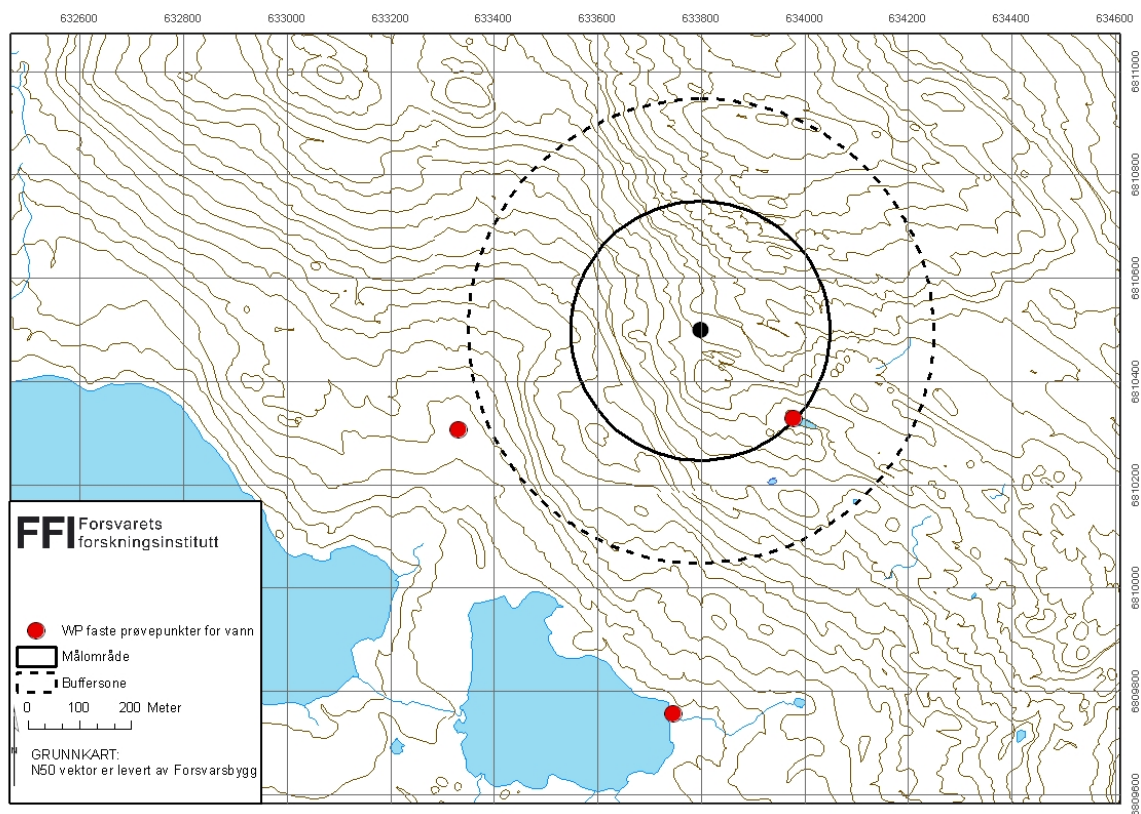 632600 632800 633000 633200 633400 633600 633800 634000 634200 634400 634600
6811000
6810800
6810600
6810400
6810200
6810000
6809800
6809600
FFI Forsvarets
forskningsinstitutt
WP faste prøvepunkter for vann
Målområde
Buffersone
0 100 200 Meter
N
GRUNNKART:
N50 vektor er levert av Forsvarsbygg